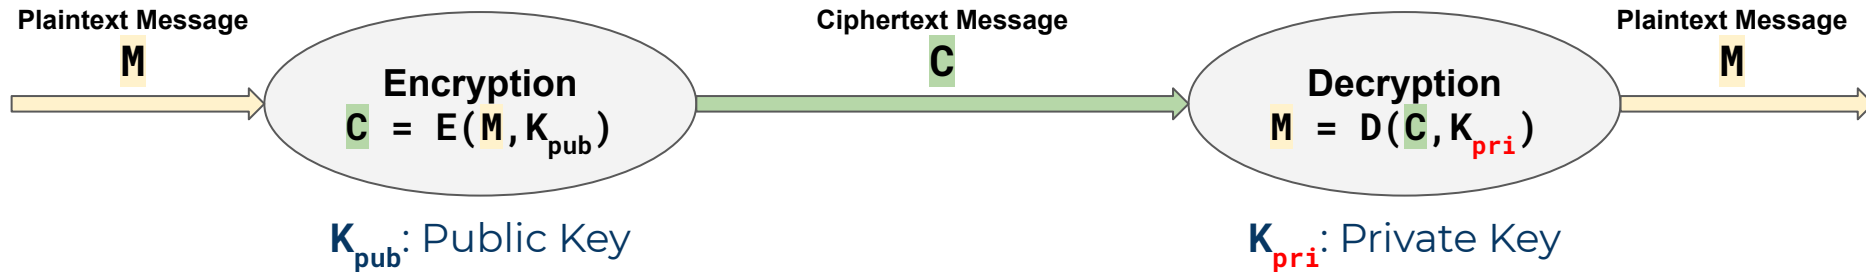 Plaintext Message
M
Encryption
C = E(M,Kpub)
Kpub: Public Key
Ciphertext Message
C
Decryption
M = D(C,Kpri)
Kpri: Private Key
Plaintext Message
M